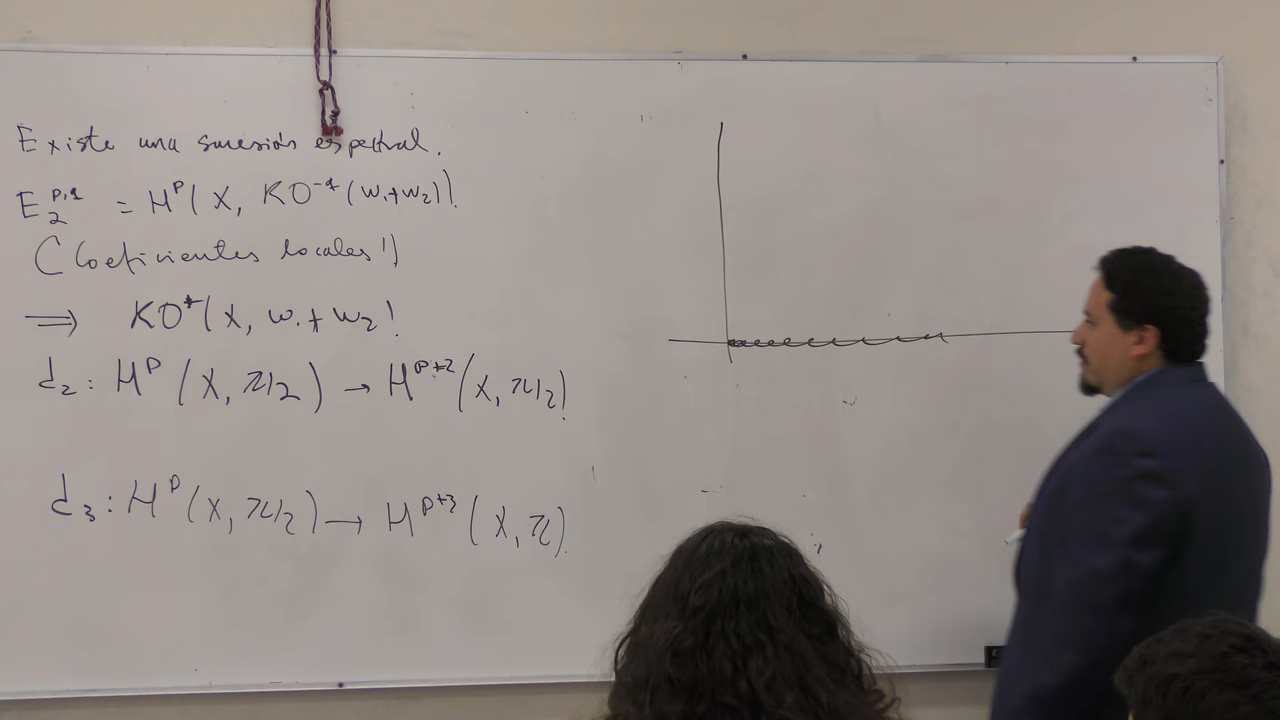 Existe una sucesión espectral.
E₂^{p,q} = H^p(X, KO^{-q}(w₁+w₂)).
(Coeficientes locales!)
⟹ KO^*(X, w₁+w₂)
d₂: H^p(X, ℤ/2) → H^{p+2}(X, ℤ/2)
d₃: H^p(X, ℤ/2) → H^{p+3}(X, ℤ).